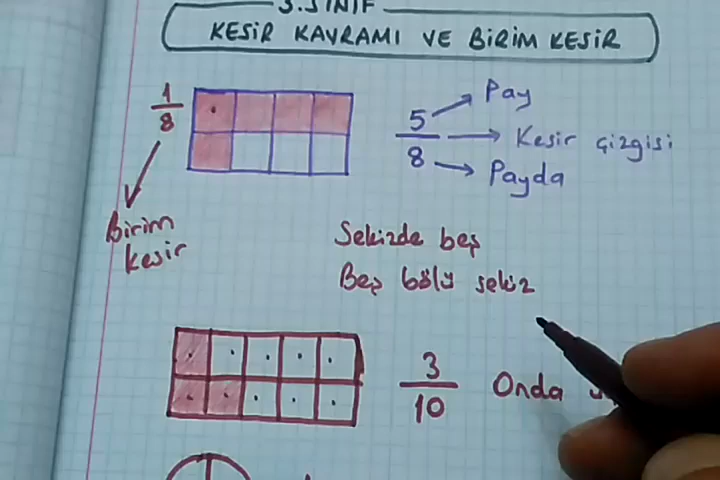 3. SINIF
KESİR KAVRAMI VE BİRİM KESİR
1
8
5
8
Pay
Kesir çizgisi
Payda
Birim
kesir
Sekizde beş
Beş bölü sekiz
3
10
Onda